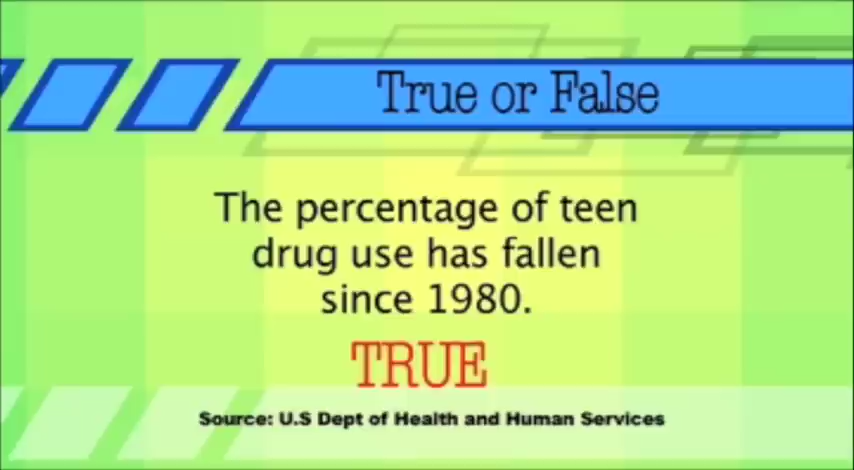 True or False
The percentage of teen
drug use has fallen
since 1980.
TRUE
Source: U.S Dept of Health and Human Services